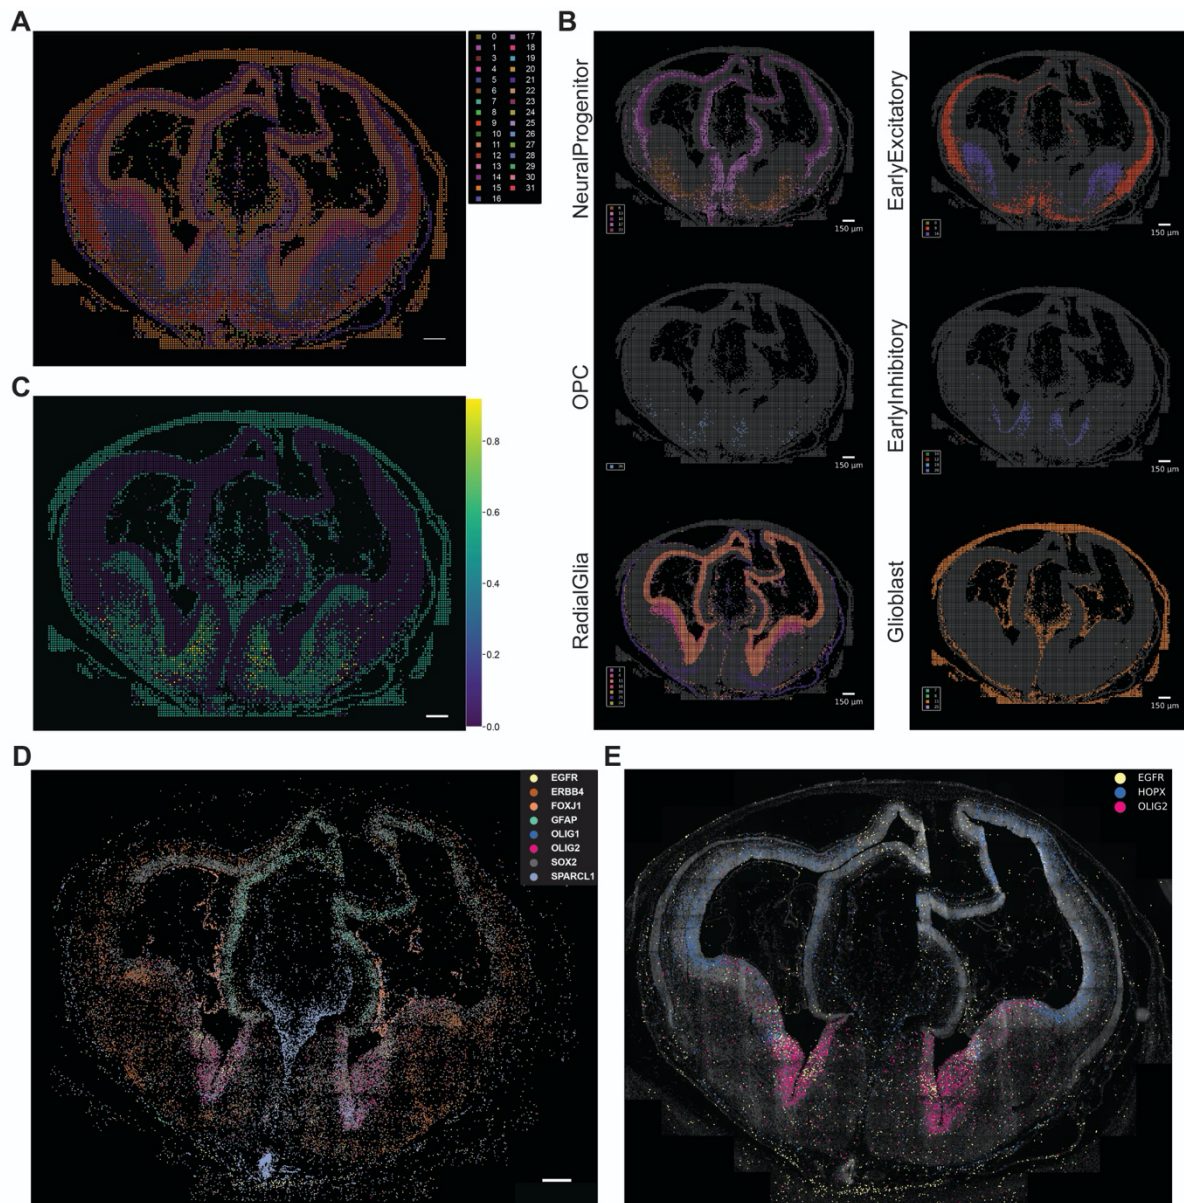 A
0 17
1 18
3 19
4 20
5 21
6 22
7 23
8 24
9 25
10 26
11 27
12 28
13 29
14 30
15 31
16
B
NeuralProgenitor
EarlyExcitatory
150 µm
150 µm
OPC
EarlyInhibitory
150 µm
150 µm
RadialGlia
Glioblast
150 µm
150 µm
C
0.8
0.6
0.4
0.2
0.0
D
EGFR
ERBB4
FOXJ1
GFAP
OLIG1
OLIG2
SOX2
SPARCL1
E
EGFR
HOPX
OLIG2